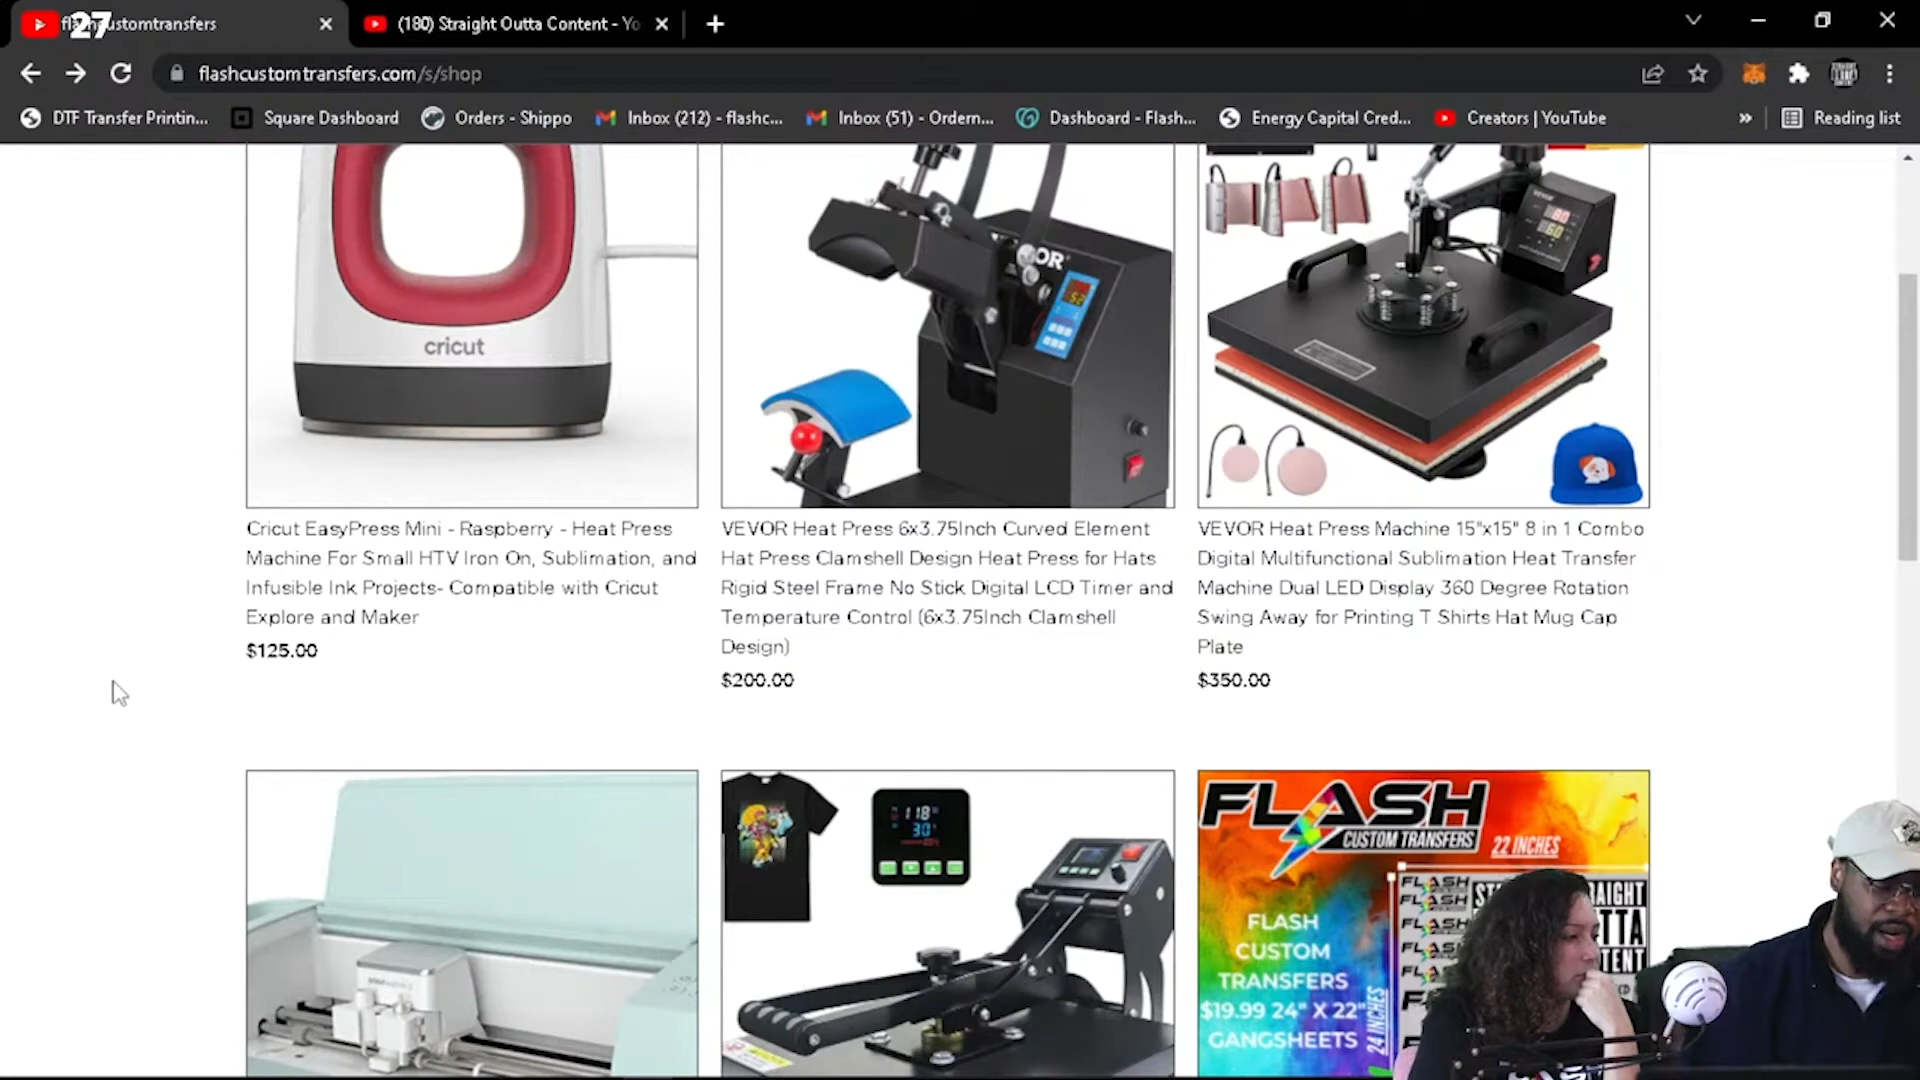 27
flashcustomtransfers
(180) Straight Outta Content - Yo
flashcustomtransfers.com/s/shop
DTF Transfer Printin...
Square Dashboard
Orders - Shippo
Inbox (212) - flashc...
Inbox (51) - Ordern...
Dashboard - Flash...
Energy Capital Cred...
Creators | YouTube
»
Reading list
cricut
VEVOR
Cricut EasyPress Mini - Raspberry - Heat Press
Machine For Small HTV Iron On, Sublimation, and
Infusible Ink Projects- Compatible with Cricut
Explore and Maker
$125.00
VEVOR Heat Press 6x3.75Inch Curved Element
Hat Press Clamshell Design Heat Press for Hats
Rigid Steel Frame No Stick Digital LCD Timer and
Temperature Control (6x3.75Inch Clamshell
Design)
$200.00
VEVOR Heat Press Machine 15"x15" 8 in 1 Combo
Digital Multifunctional Sublimation Heat Transfer
Machine Dual LED Display 360 Degree Rotation
Swing Away for Printing T Shirts Hat Mug Cap
Plate
$350.00
118
30
FLASH
CUSTOM TRANSFERS
22 INCHES
FLASH
CUSTOM
TRANSFERS
$19.99 24" X 22"
GANGSHEETS
24 INCHES